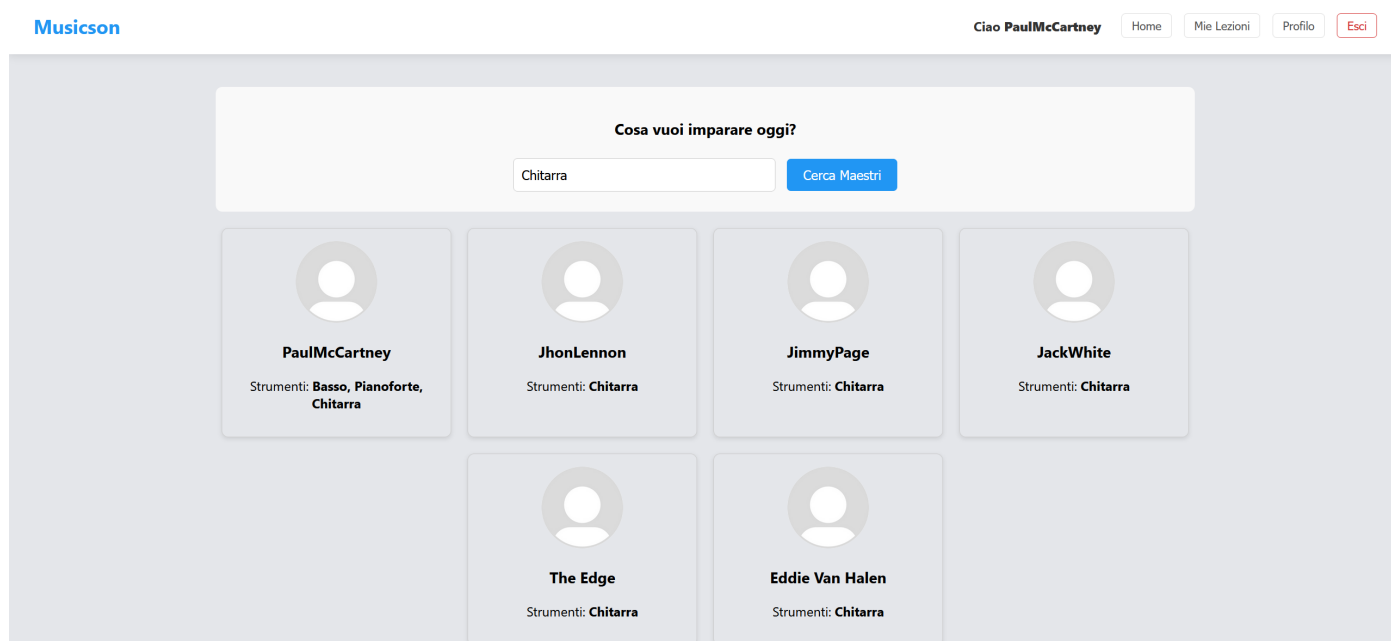 Musicson
Ciao PaulMcCartney
Home
Mie Lezioni
Profilo
Esci
Cosa vuoi imparare oggi?
Chitarra
Cerca Maestri
PaulMcCartney
Strumenti: Basso, Pianoforte,
Chitarra
JhonLennon
Strumenti: Chitarra
JimmyPage
Strumenti: Chitarra
JackWhite
Strumenti: Chitarra
The Edge
Strumenti: Chitarra
Eddie Van Halen
Strumenti: Chitarra